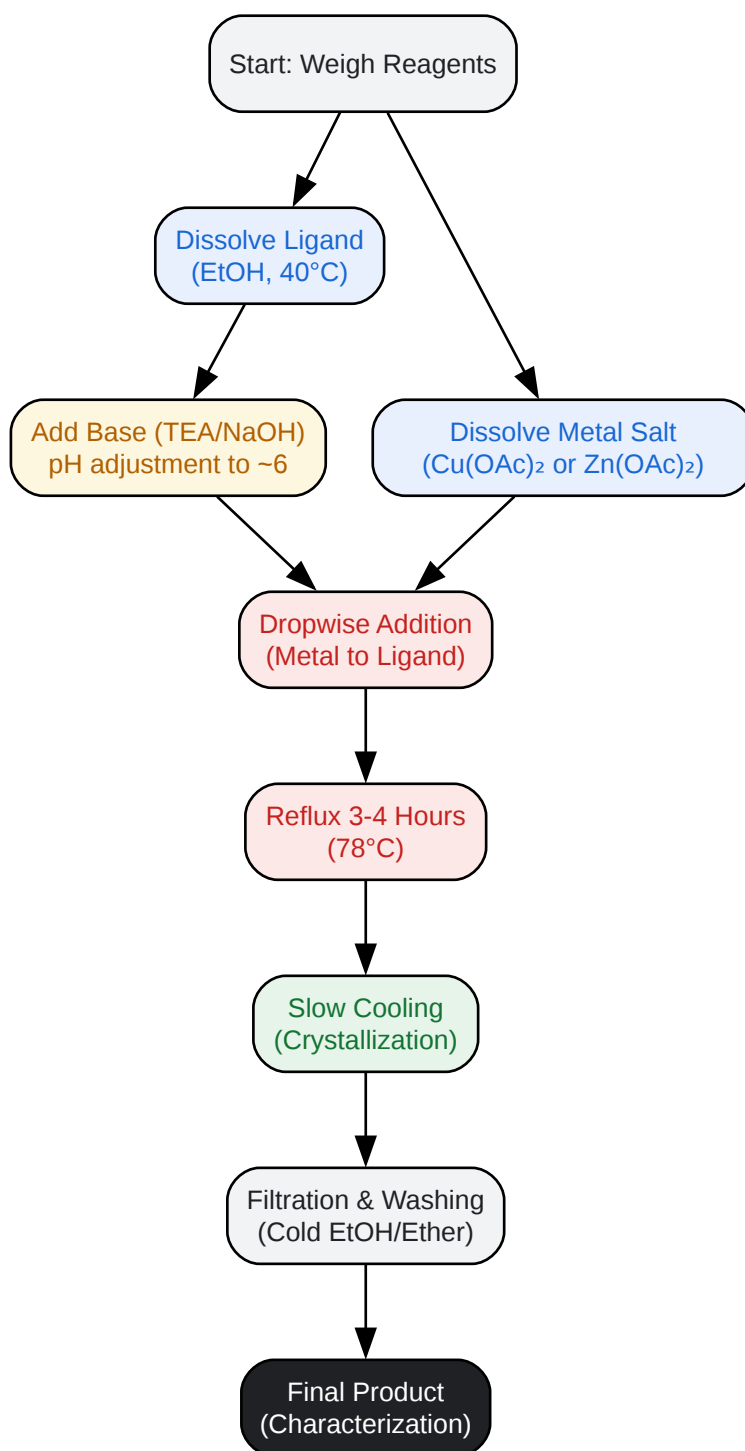 Start: Weigh Reagents
Dissolve Ligand
(EtOH, 40°C)
Add Base (TEA/NaOH)
pH adjustment to ~6
Dissolve Metal Salt
(Cu(OAc)₂ or Zn(OAc)₂)
Dropwise Addition
(Metal to Ligand)
Reflux 3-4 Hours
(78°C)
Slow Cooling
(Crystallization)
Filtration & Washing
(Cold EtOH/Ether)
Final Product
(Characterization)